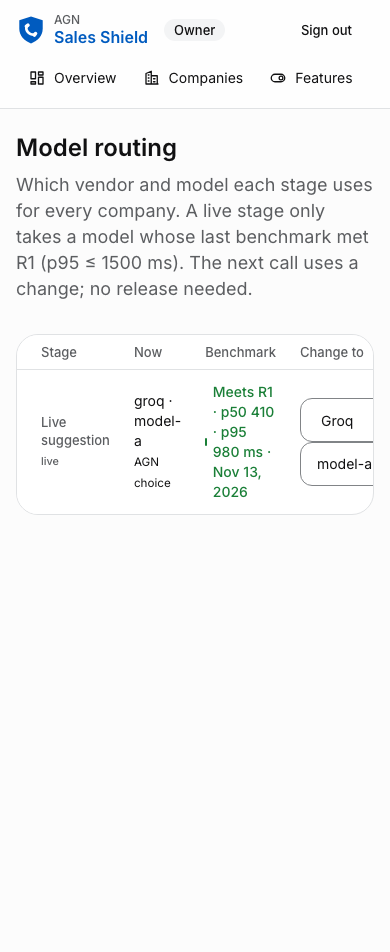 AGN
Sales Shield
Owner
Sign out
Overview
Companies
Features
Model routing
Which vendor and model each stage uses
for every company. A live stage only
takes a model whose last benchmark met
R1 (p95 ≤ 1500 ms). The next call uses a
change; no release needed.
Stage
Now
Benchmark
Change to
Live
suggestion
live
groq ·
model-
a
AGN
choice
Meets R1
· p50 410
· p95
980 ms ·
Nov 13,
2026
Groq
model-a